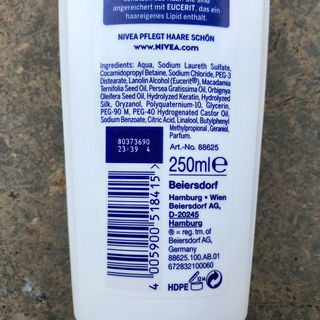 angereichert mit EUCERIT, das ein
haareigenes Lipid enthält.
NIVEA PFLEGT HAARE SCHÖN
www.NIVEA.com
Ingredients: Aqua, Sodium Laureth Sulfate,
Cocamidopropyl Betaine, Sodium Chloride, PEG-3
Distearate, Lanolin Alcohol (Eucerit®), Macadamia
Ternifolia Seed Oil, Persea Gratissima Oil, Orbignya
Oleifera Seed Oil, Hydrolyzed Keratin, Hydrolyzed
Silk, Oryzanol, Polyquaternium-10, Glycerin,
PEG-90 M, PEG-40 Hydrogenated Castor Oil,
Sodium Benzoate, Citric Acid, Linalool, Butylphenyl
Methylpropional, Geraniol,
Parfum.
80373690
23:39 4
Art.-No. 88625
250ml e
Beiersdorf
Hamburg • Wien
Beiersdorf AG,
D-20245
Hamburg
® = reg. tm. of
Beiersdorf AG,
Germany
88625.100.AB.01
672832100060
4 005900 518415
HDPE
12 M